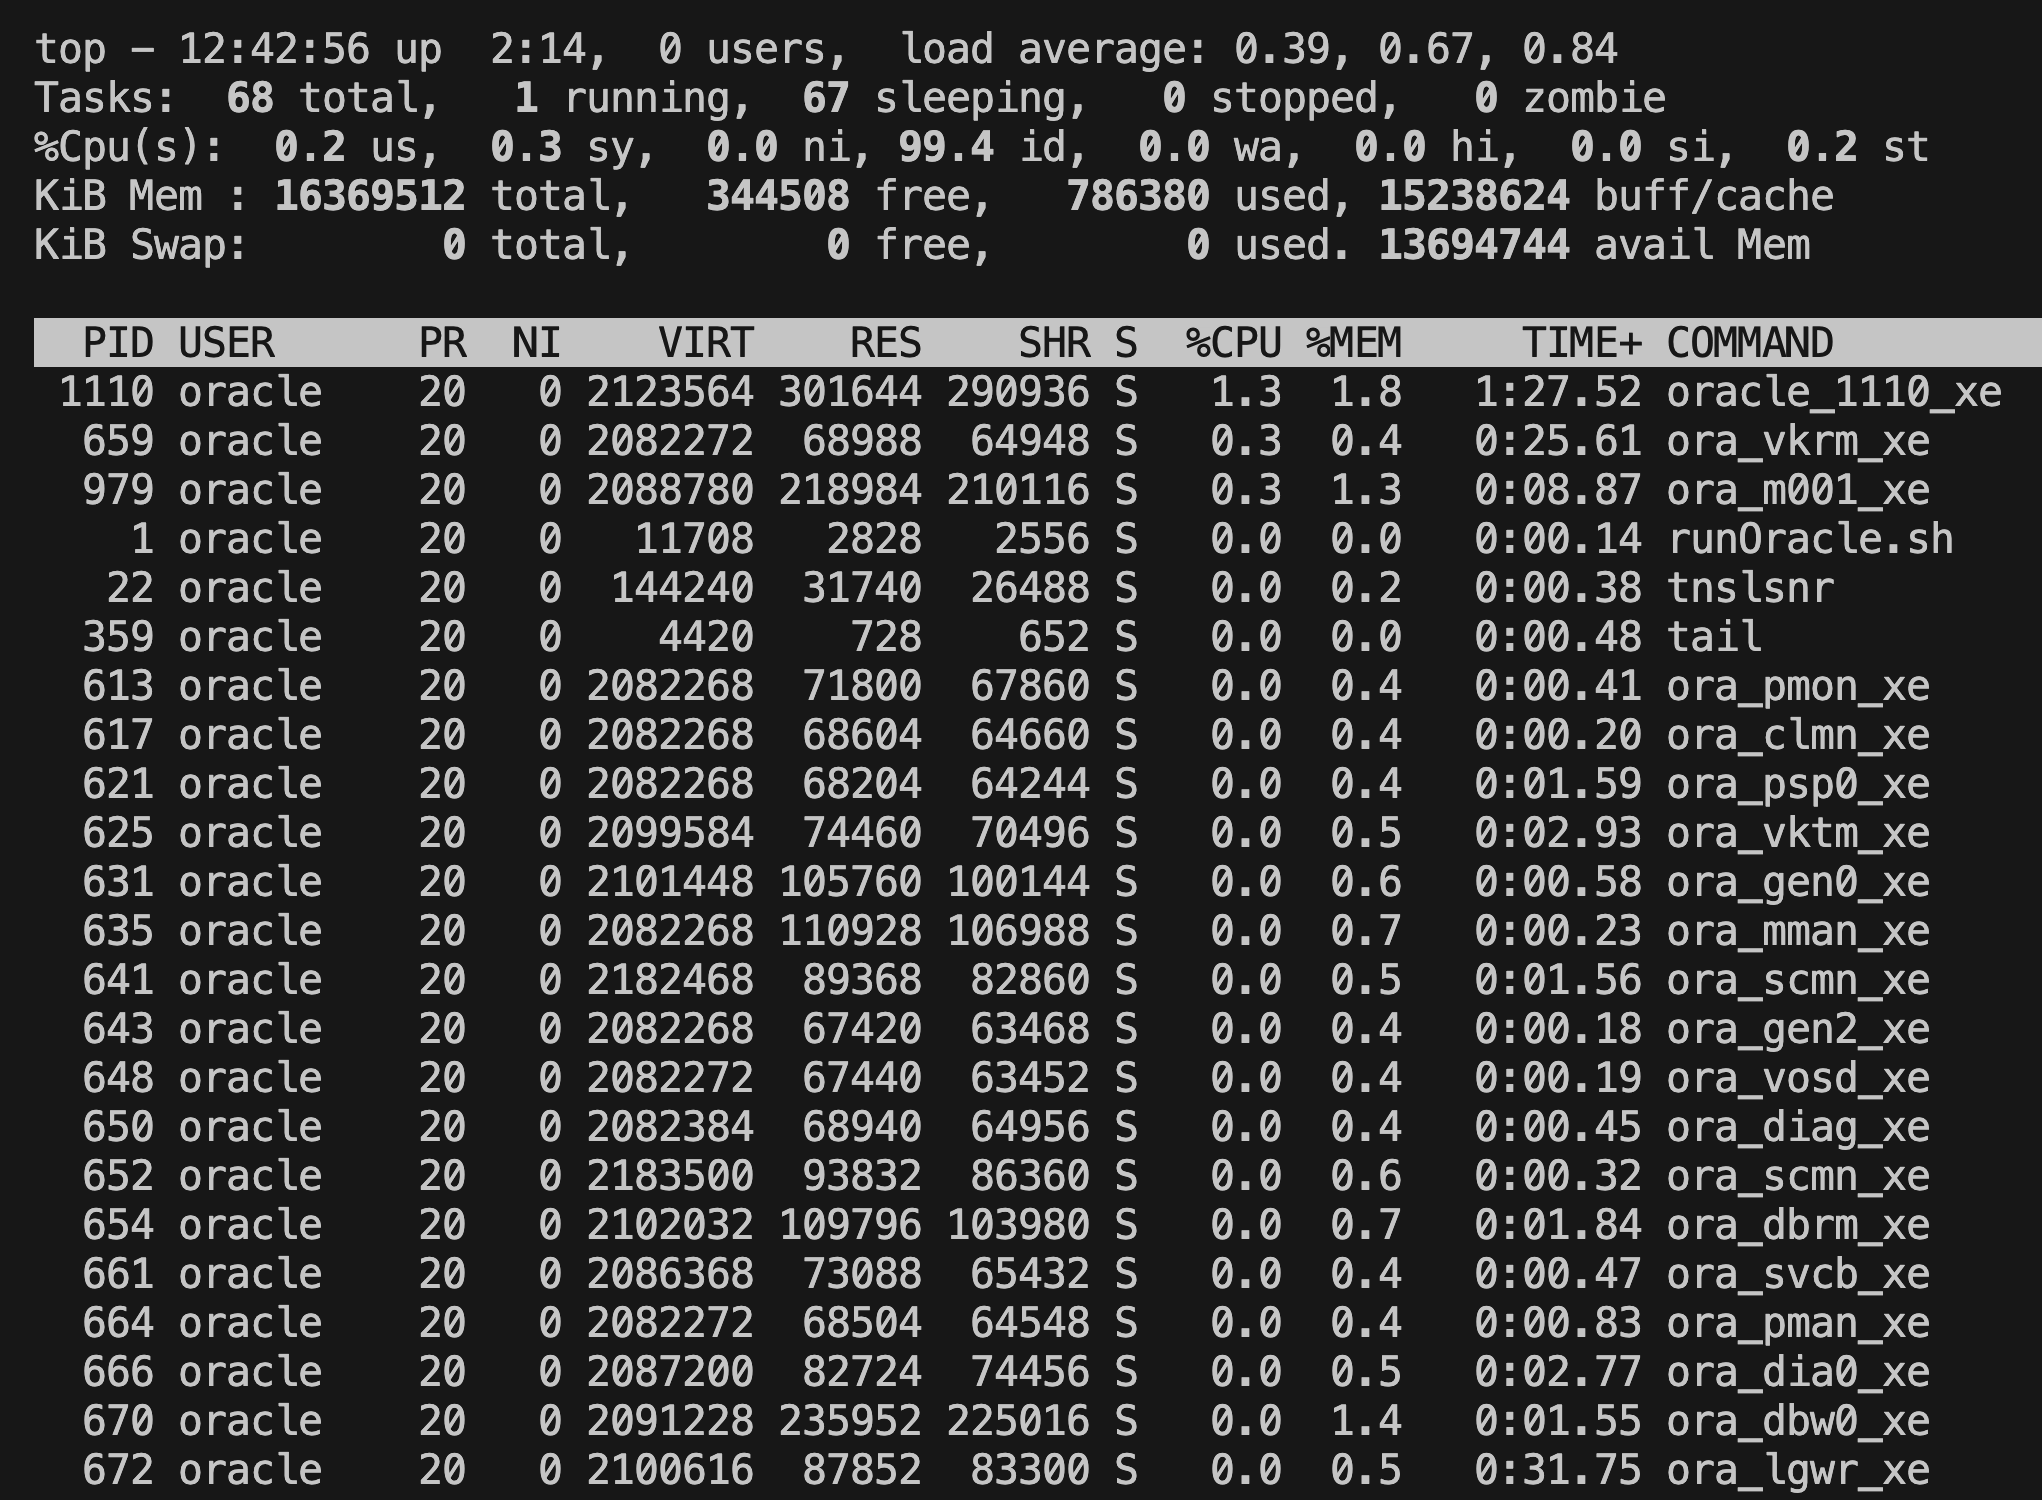 top - 12:42:56 up  2:14,  0 users,  load average: 0.39, 0.67, 0.84
Tasks:  68 total,   1 running,  67 sleeping,   0 stopped,   0 zombie
%Cpu(s):  0.2 us,  0.3 sy,  0.0 ni, 99.4 id,  0.0 wa,  0.0 hi,  0.0 si,  0.2 st
KiB Mem : 16369512 total,   344508 free,   786380 used, 15238624 buff/cache
KiB Swap:        0 total,        0 free,        0 used. 13694744 avail Mem
  PID USER      PR  NI    VIRT    RES    SHR S  %CPU %MEM     TIME+ COMMAND
 1110 oracle    20   0 2123564 301644 290936 S   1.3  1.8   1:27.52 oracle_1110_xe
  659 oracle    20   0 2082272  68988  64948 S   0.3  0.4   0:25.61 ora_vkrm_xe
  979 oracle    20   0 2088780 218984 210116 S   0.3  1.3   0:08.87 ora_m001_xe
    1 oracle    20   0   11708   2828   2556 S   0.0  0.0   0:00.14 runOracle.sh
   22 oracle    20   0  144240  31740  26488 S   0.0  0.2   0:00.38 tnslsnr
  359 oracle    20   0    4420    728    652 S   0.0  0.0   0:00.48 tail
  613 oracle    20   0 2082268  71800  67860 S   0.0  0.4   0:00.41 ora_pmon_xe
  617 oracle    20   0 2082268  68604  64660 S   0.0  0.4   0:00.20 ora_clmn_xe
  621 oracle    20   0 2082268  68204  64244 S   0.0  0.4   0:01.59 ora_psp0_xe
  625 oracle    20   0 2099584  74460  70496 S   0.0  0.5   0:02.93 ora_vktm_xe
  631 oracle    20   0 2101448 105760 100144 S   0.0  0.6   0:00.58 ora_gen0_xe
  635 oracle    20   0 2082268 110928 106988 S   0.0  0.7   0:00.23 ora_mman_xe
  641 oracle    20   0 2182468  89368  82860 S   0.0  0.5   0:01.56 ora_scmn_xe
  643 oracle    20   0 2082268  67420  63468 S   0.0  0.4   0:00.18 ora_gen2_xe
  648 oracle    20   0 2082272  67440  63452 S   0.0  0.4   0:00.19 ora_vosd_xe
  650 oracle    20   0 2082384  68940  64956 S   0.0  0.4   0:00.45 ora_diag_xe
  652 oracle    20   0 2183500  93832  86360 S   0.0  0.6   0:00.32 ora_scmn_xe
  654 oracle    20   0 2102032 109796 103980 S   0.0  0.7   0:01.84 ora_dbrm_xe
  661 oracle    20   0 2086368  73088  65432 S   0.0  0.4   0:00.47 ora_svcb_xe
  664 oracle    20   0 2082272  68504  64548 S   0.0  0.4   0:00.83 ora_pman_xe
  666 oracle    20   0 2087200  82724  74456 S   0.0  0.5   0:02.77 ora_dia0_xe
  670 oracle    20   0 2091228 235952 225016 S   0.0  1.4   0:01.55 ora_dbw0_xe
  672 oracle    20   0 2100616  87852  83300 S   0.0  0.5   0:31.75 ora_lgwr_xe